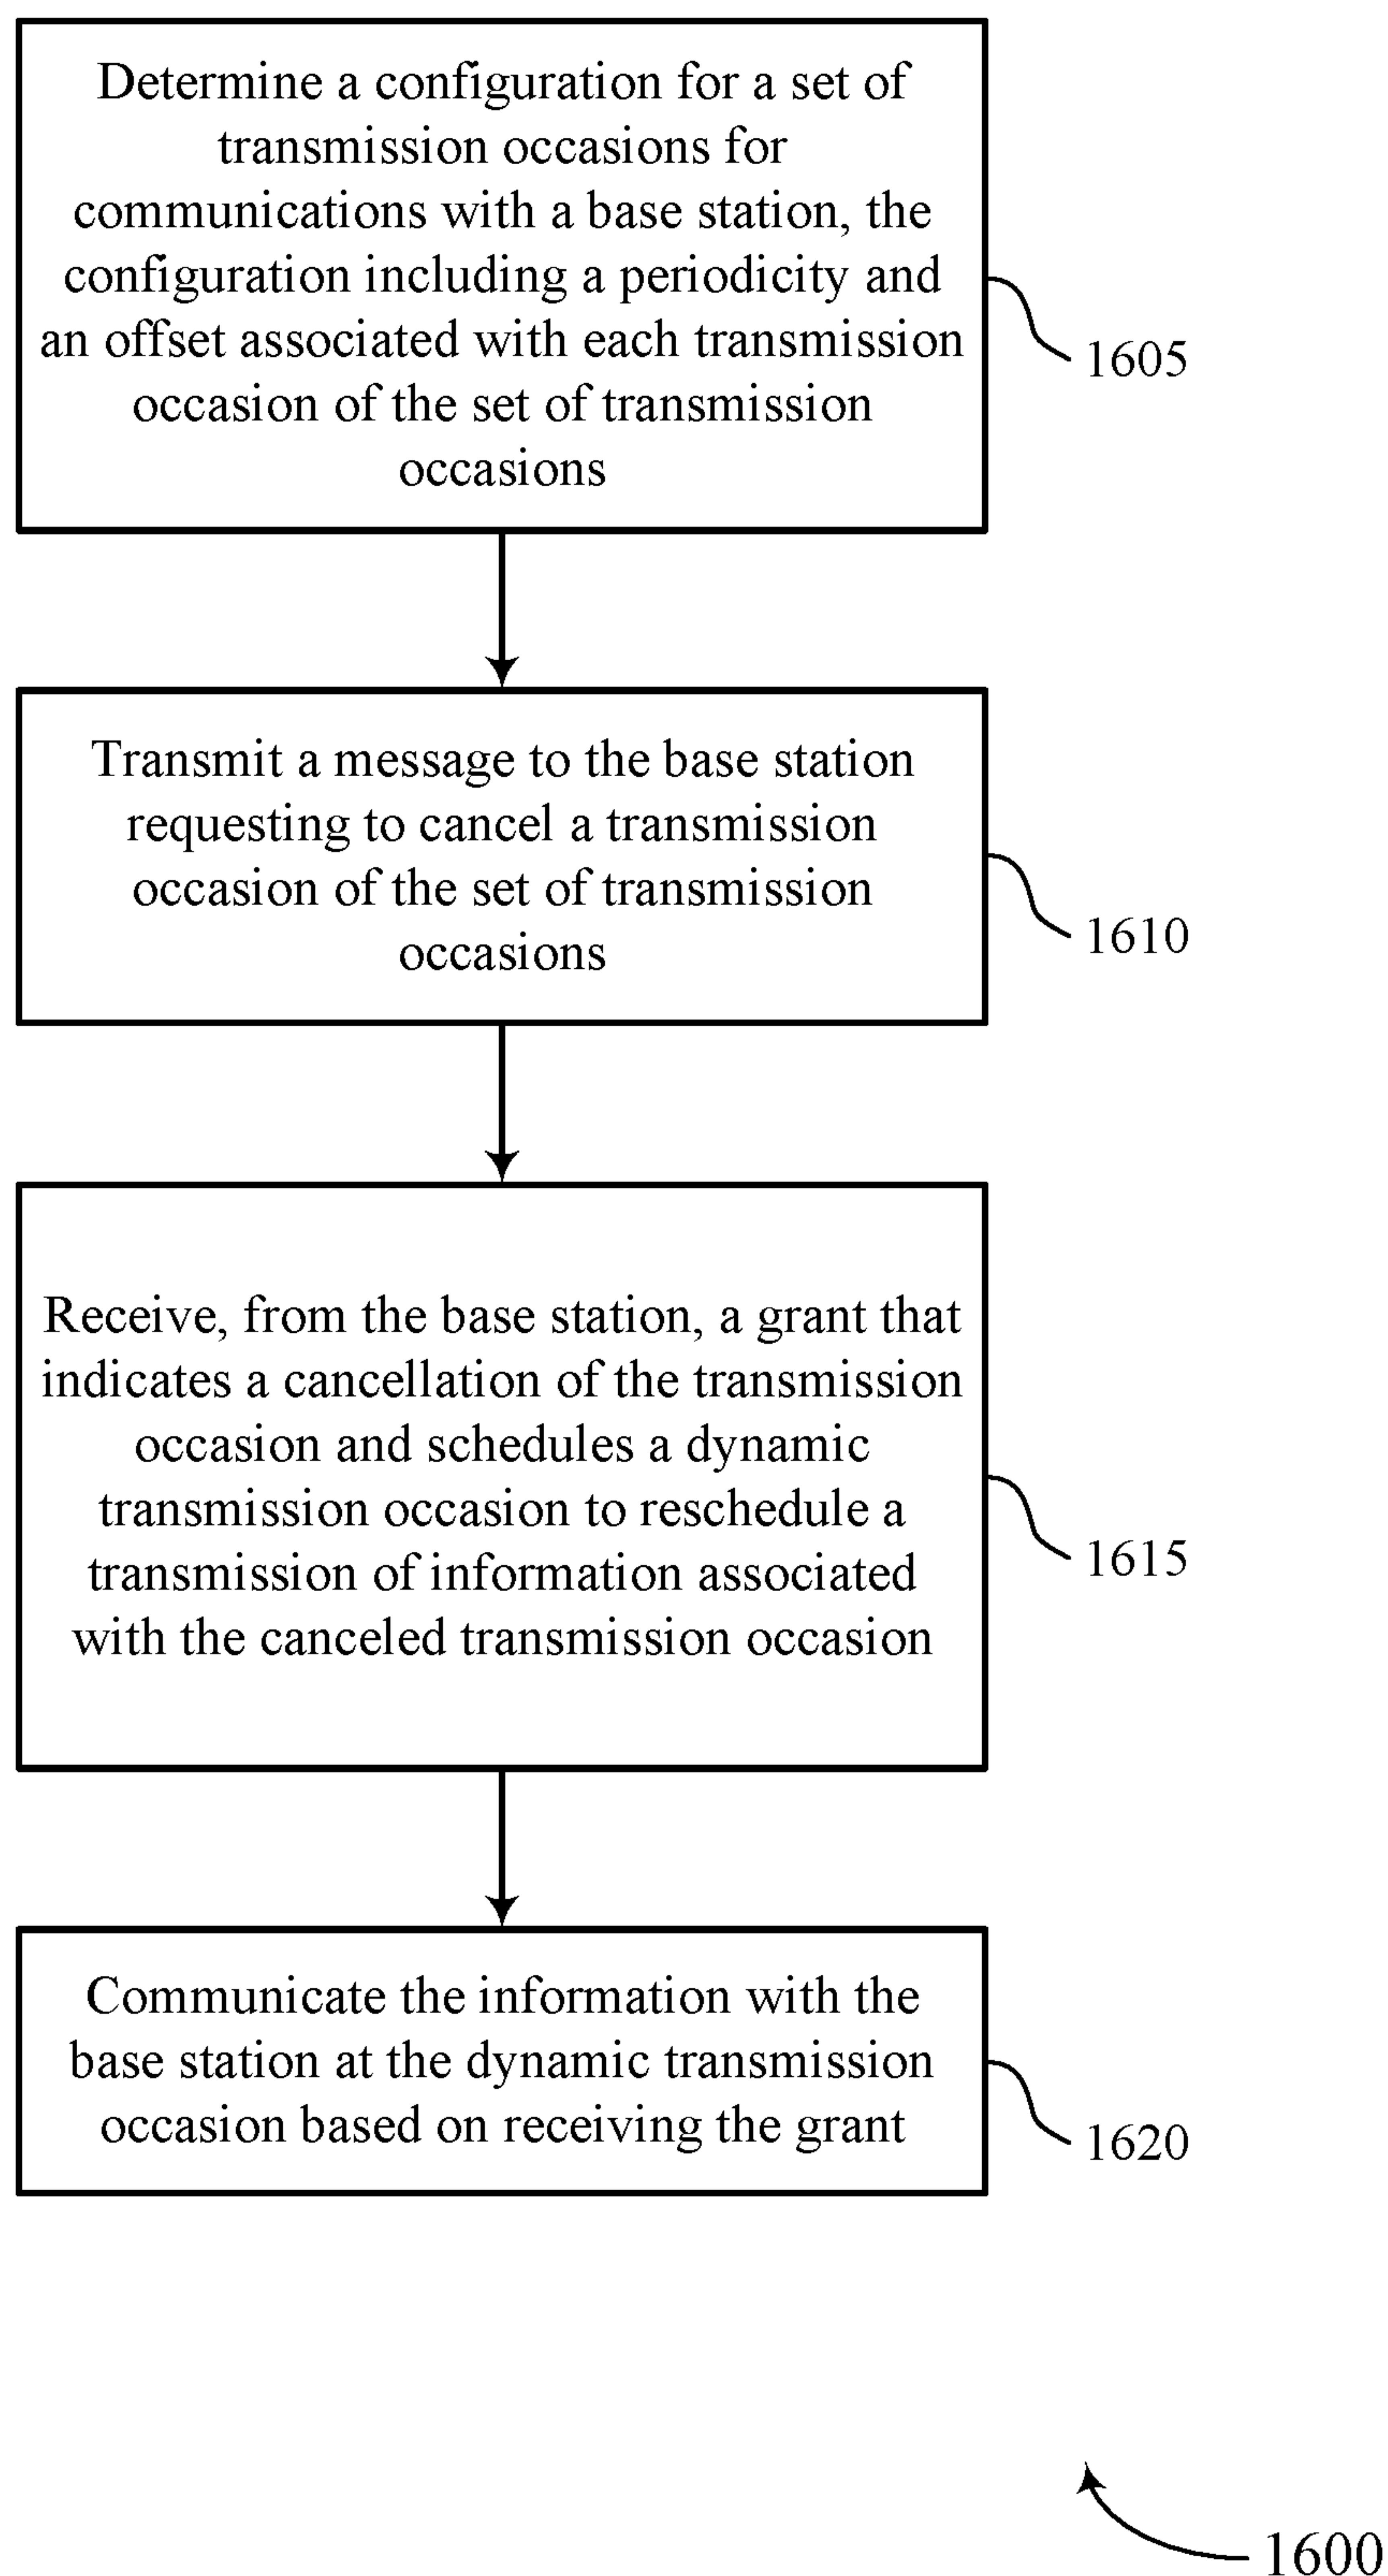 Determine a configuration for a set of
transmission occasions for
communications with a base station, the
configuration including a periodicity and
an offset associated with each transmission
occasion of the set of transmission
occasions
1605
Transmit a message to the base station
requesting to cancel a transmission
occasion of the set of transmission
occasions
1610
Receive, from the base station, a grant that
indicates a cancellation of the transmission
occasion and schedules a dynamic
transmission occasion to reschedule a
transmission of information associated
with the canceled transmission occasion
1615
Communicate the information with the
base station at the dynamic transmission
occasion based on receiving the grant
1620
1600